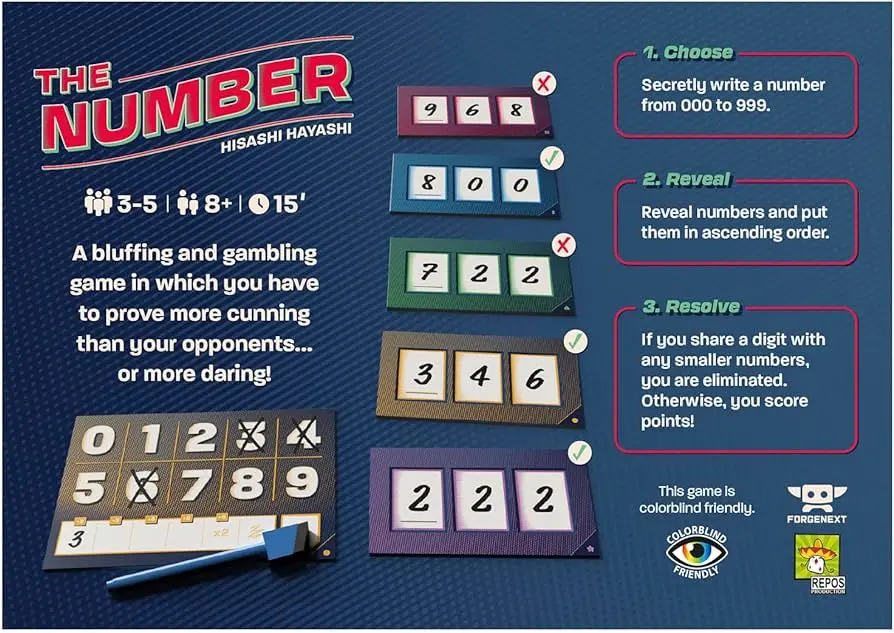 THE
NUMBER
HISASHI HAYASHI
3-5 | 8+ | 15'
A bluffing and gambling
game in which you have
to prove more cunning
than your opponents...
or more daring!
0 1 2 3 4
5 6 7 8 9
3
x2
9 6 8
8 0 0
7 2 2
3 4 6
2 2 2
1. Choose
Secretly write a number
from 000 to 999.
2. Reveal
Reveal numbers and put
them in ascending order.
3. Resolve
If you share a digit with
any smaller numbers,
you are eliminated.
Otherwise, you score
points!
This game is
colorblind friendly.
COLORBLIND
FRIENDLY
FORGENEXT
REPOS
PRODUCTION